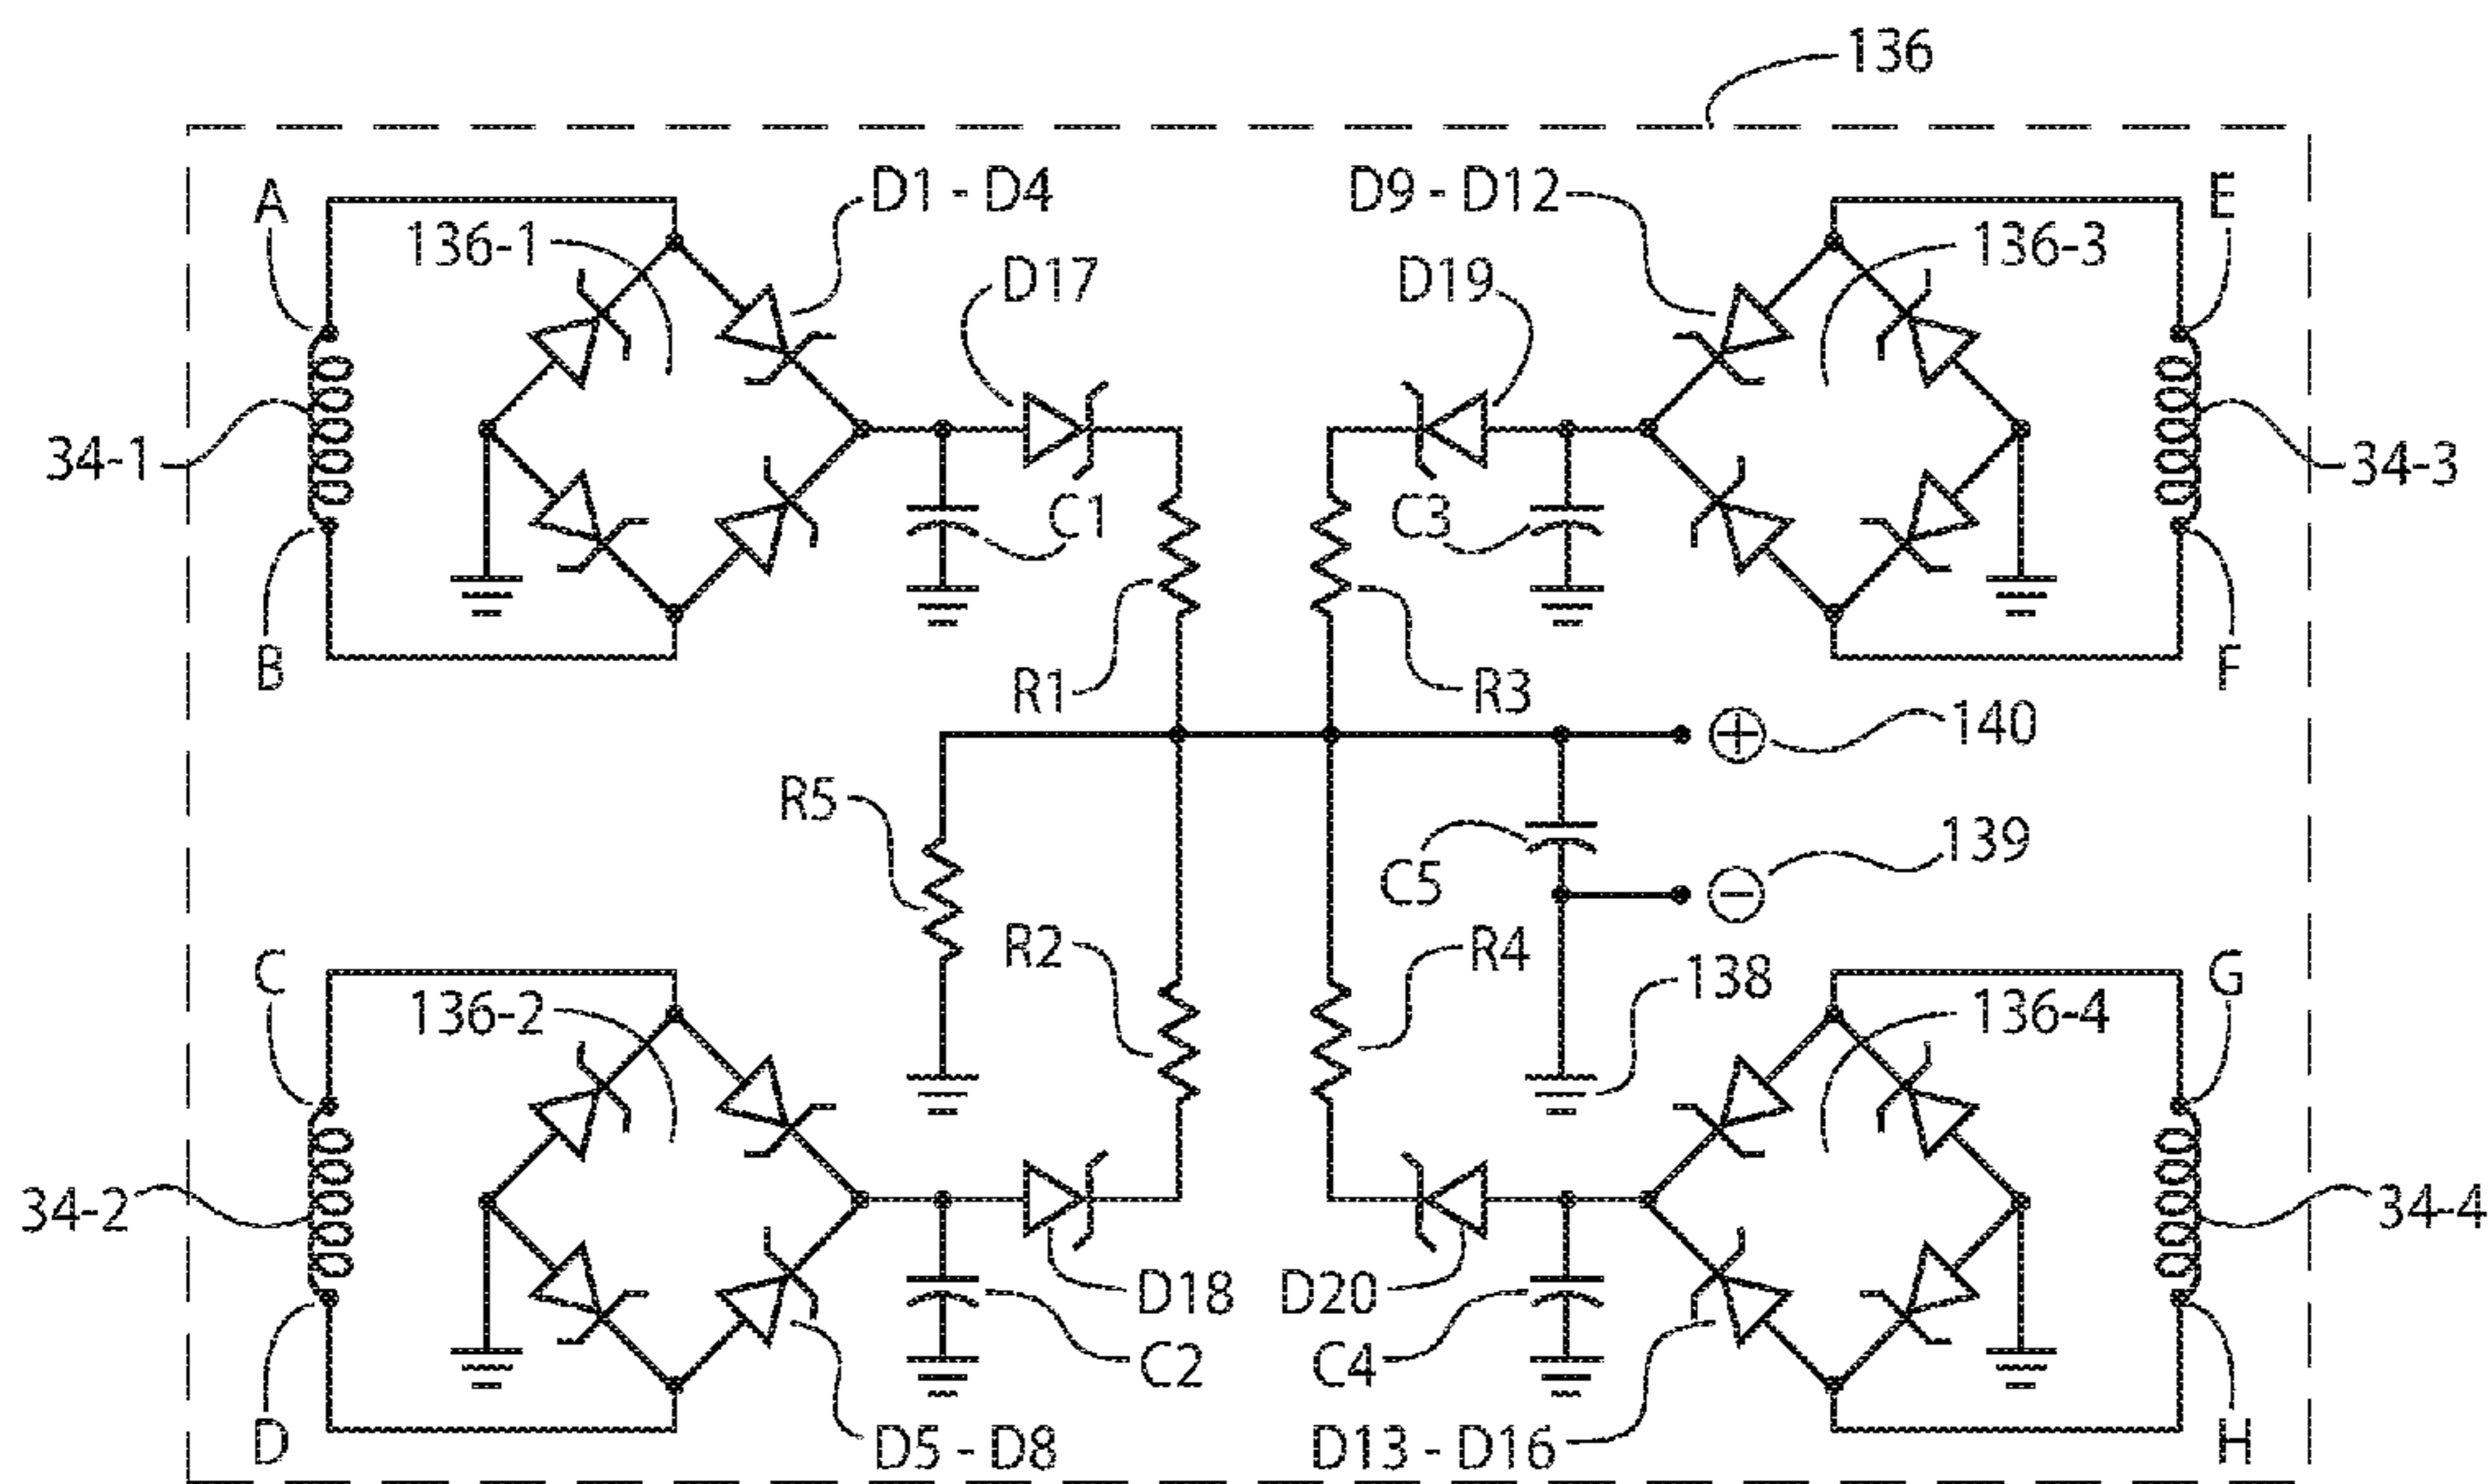 136
A
D1 - D4
D9 - D12
E
136-1
136-3
D17
D19
34-1
34-3
C1
C3
B
R1
R3
F
+
140
R5
139
C5
−
R2
R4
138
C
G
136-2
136-4
34-2
34-4
D18
D20
C2
C4
D
D5 - D8
D13 - D16
H